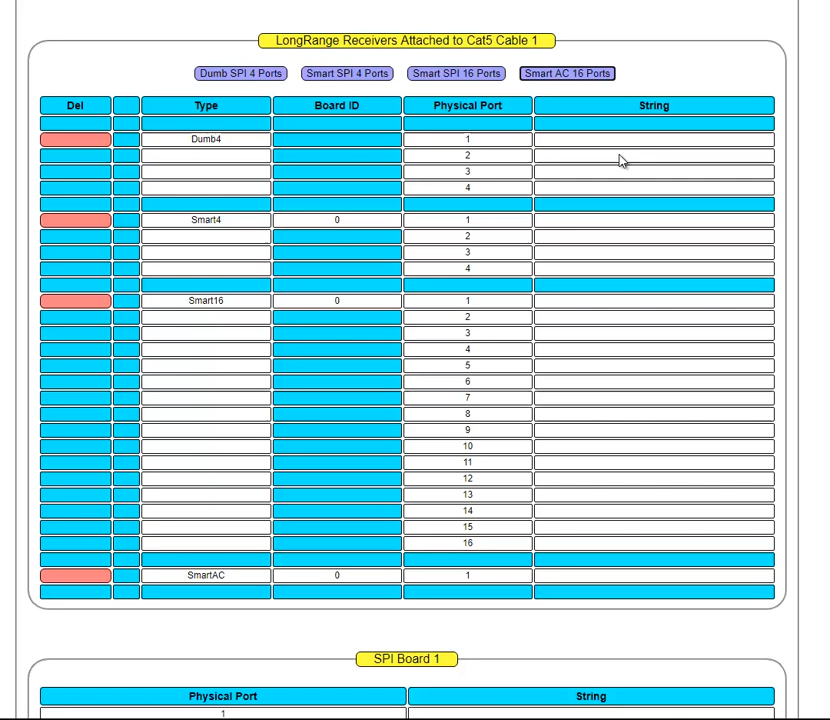 LongRange Receivers Attached to Cat5 Cable 1
Dumb SPI 4 Ports Smart SPI 4 Ports Smart SPI 16 Ports Smart AC 16 Ports
Del Type Board ID Physical Port String
Dumb4 1
2
3
4
Smart4 0 1
2
3
4
Smart16 0 1
2
3
4
5
6
7
8
9
10
11
12
13
14
15
16
SmartAC 0 1
SPI Board 1
Physical Port String
1